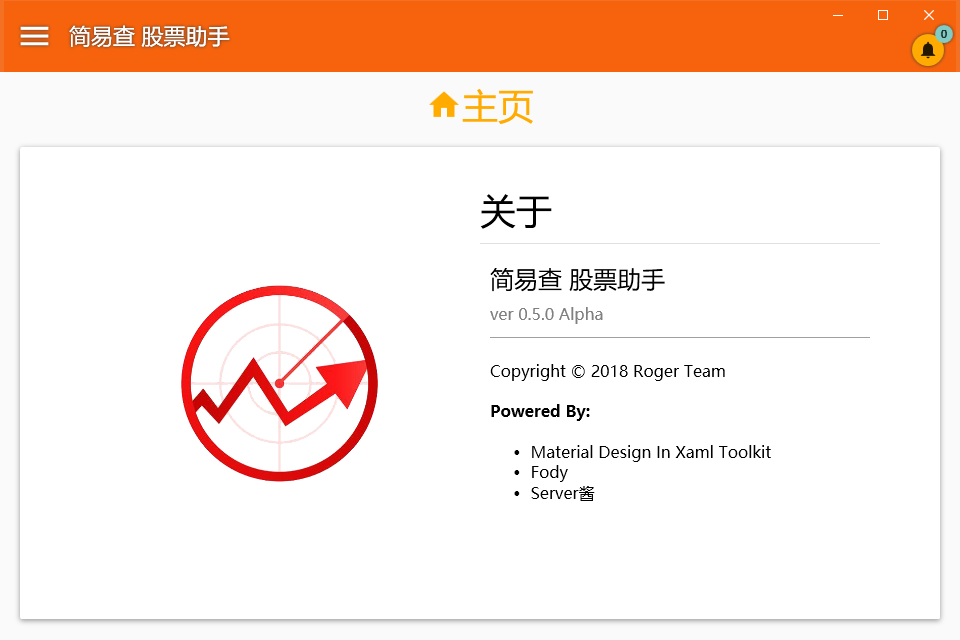 简易查 股票助手
0
主页
关于
简易查 股票助手
ver 0.5.0 Alpha
Copyright © 2018 Roger Team
Powered By:
• Material Design In Xaml Toolkit
• Fody
• Server酱